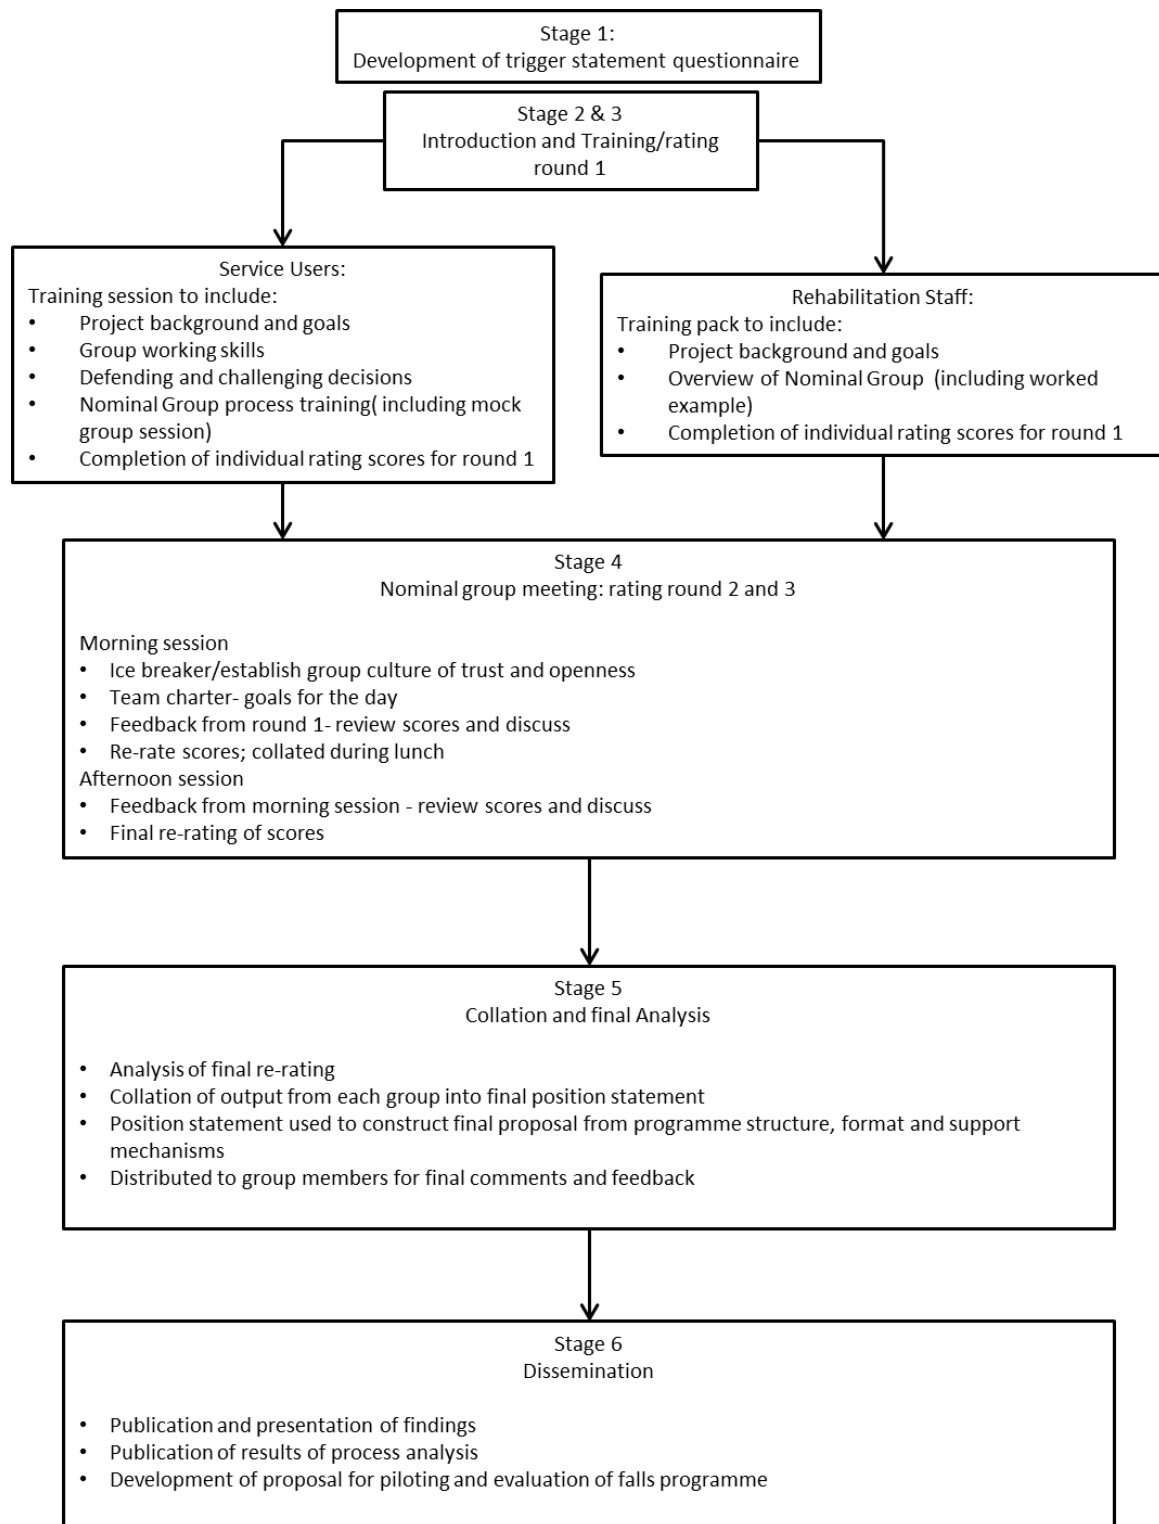 Stage 1:
Development of trigger statement questionnaire
Stage 2 & 3
Introduction and Training/rating
round 1
Service Users:
Training session to include:
• Project background and goals
• Group working skills
• Defending and challenging decisions
• Nominal Group process training( including mock
group session)
• Completion of individual rating scores for round 1
Rehabilitation Staff:
Training pack to include:
• Project background and goals
• Overview of Nominal Group (including worked
example)
• Completion of individual rating scores for round 1
Stage 4
Nominal group meeting: rating round 2 and 3
Morning session
• Ice breaker/establish group culture of trust and openness
• Team charter- goals for the day
• Feedback from round 1- review scores and discuss
• Re-rate scores; collated during lunch
Afternoon session
• Feedback from morning session - review scores and discuss
• Final re-rating of scores
Stage 5
Collation and final Analysis
• Analysis of final re-rating
• Collation of output from each group into final position statement
• Position statement used to construct final proposal from programme structure, format and support
mechanisms
• Distributed to group members for final comments and feedback
Stage 6
Dissemination
• Publication and presentation of findings
• Publication of results of process analysis
• Development of proposal for piloting and evaluation of falls programme